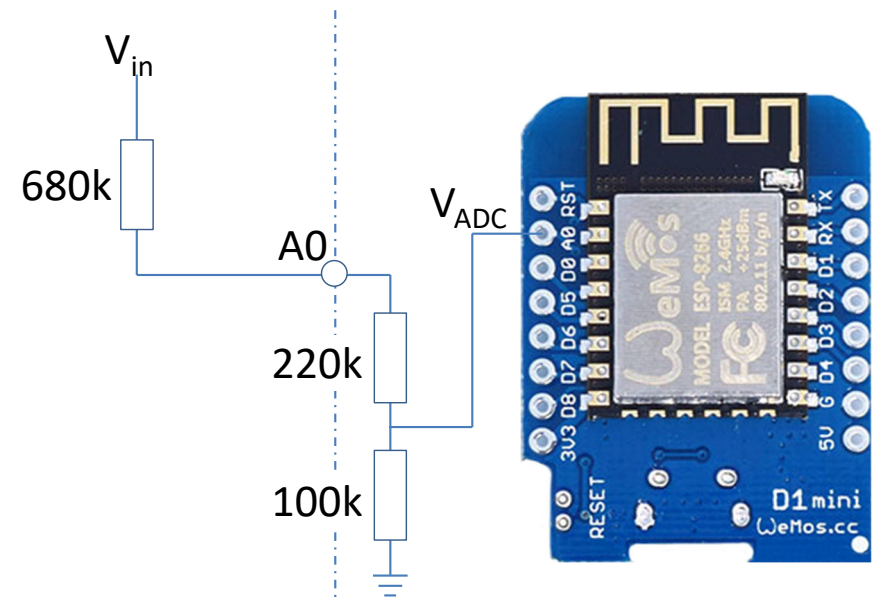 Vin
680k
A0
220k
100k
VADC
RST
A0
D0
D5
D6
D7
D8
3V3
TX
RX
D1
D2
D3
D4
G
5V
WeMos
MODEL ESP-8266
ISM 2.4GHz
PA +25dBm
802.11 b/g/n
FC
RESET
D1 mini
WeMos.cc